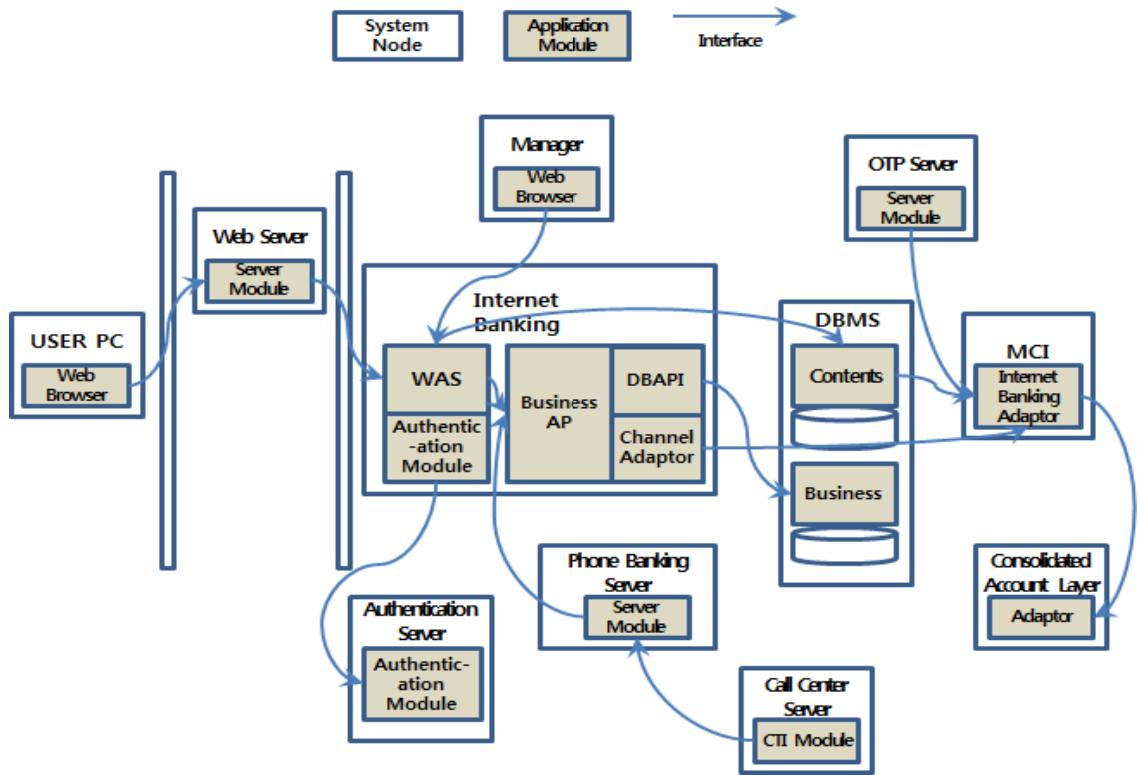 System
Node
Application
Module
Interface
Manager
Web
Browser
OTP Server
Server
Module
Web Server
Server
Module
USER PC
Web
Browser
Internet
Banking
WAS
Authentic
-ation
Module
Business
AP
DBAPI
Channel
Adaptor
DBMS
Contents
Business
MCI
Internet
Banking
Adaptor
Phone Banking
Server
Server
Module
Consolidated
Account Layer
Adaptor
Authentication
Server
Authentic-
ation
Module
Call Center
Server
CTI Module